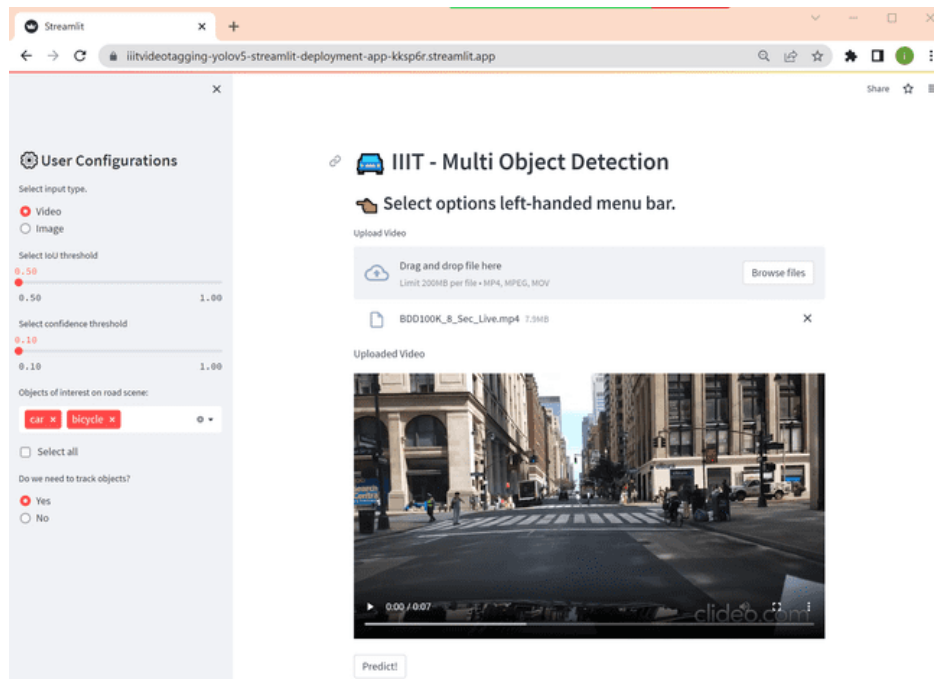 Streamlit
iiitvideotagging-yolov5-streamlit-deployment-app-kksp6r.streamlit.app
Share
User Configurations
Select input type.
Video
Image
Select IoU threshold
0.50
0.50 1.00
Select confidence threshold
0.10
0.10 1.00
Objects of interest on road scene:
car bicycle
Select all
Do we need to track objects?
Yes
No
IIIT - Multi Object Detection
Select options left-handed menu bar.
Upload Video
Drag and drop file here
Limit 200MB per file • MP4, MPEG, MOV
Browse files
BDD100K_8_Sec_Live.mp4 7.9MB
Uploaded Video
Search
Central
0:00 / 0:07
clideo.com
Predict!